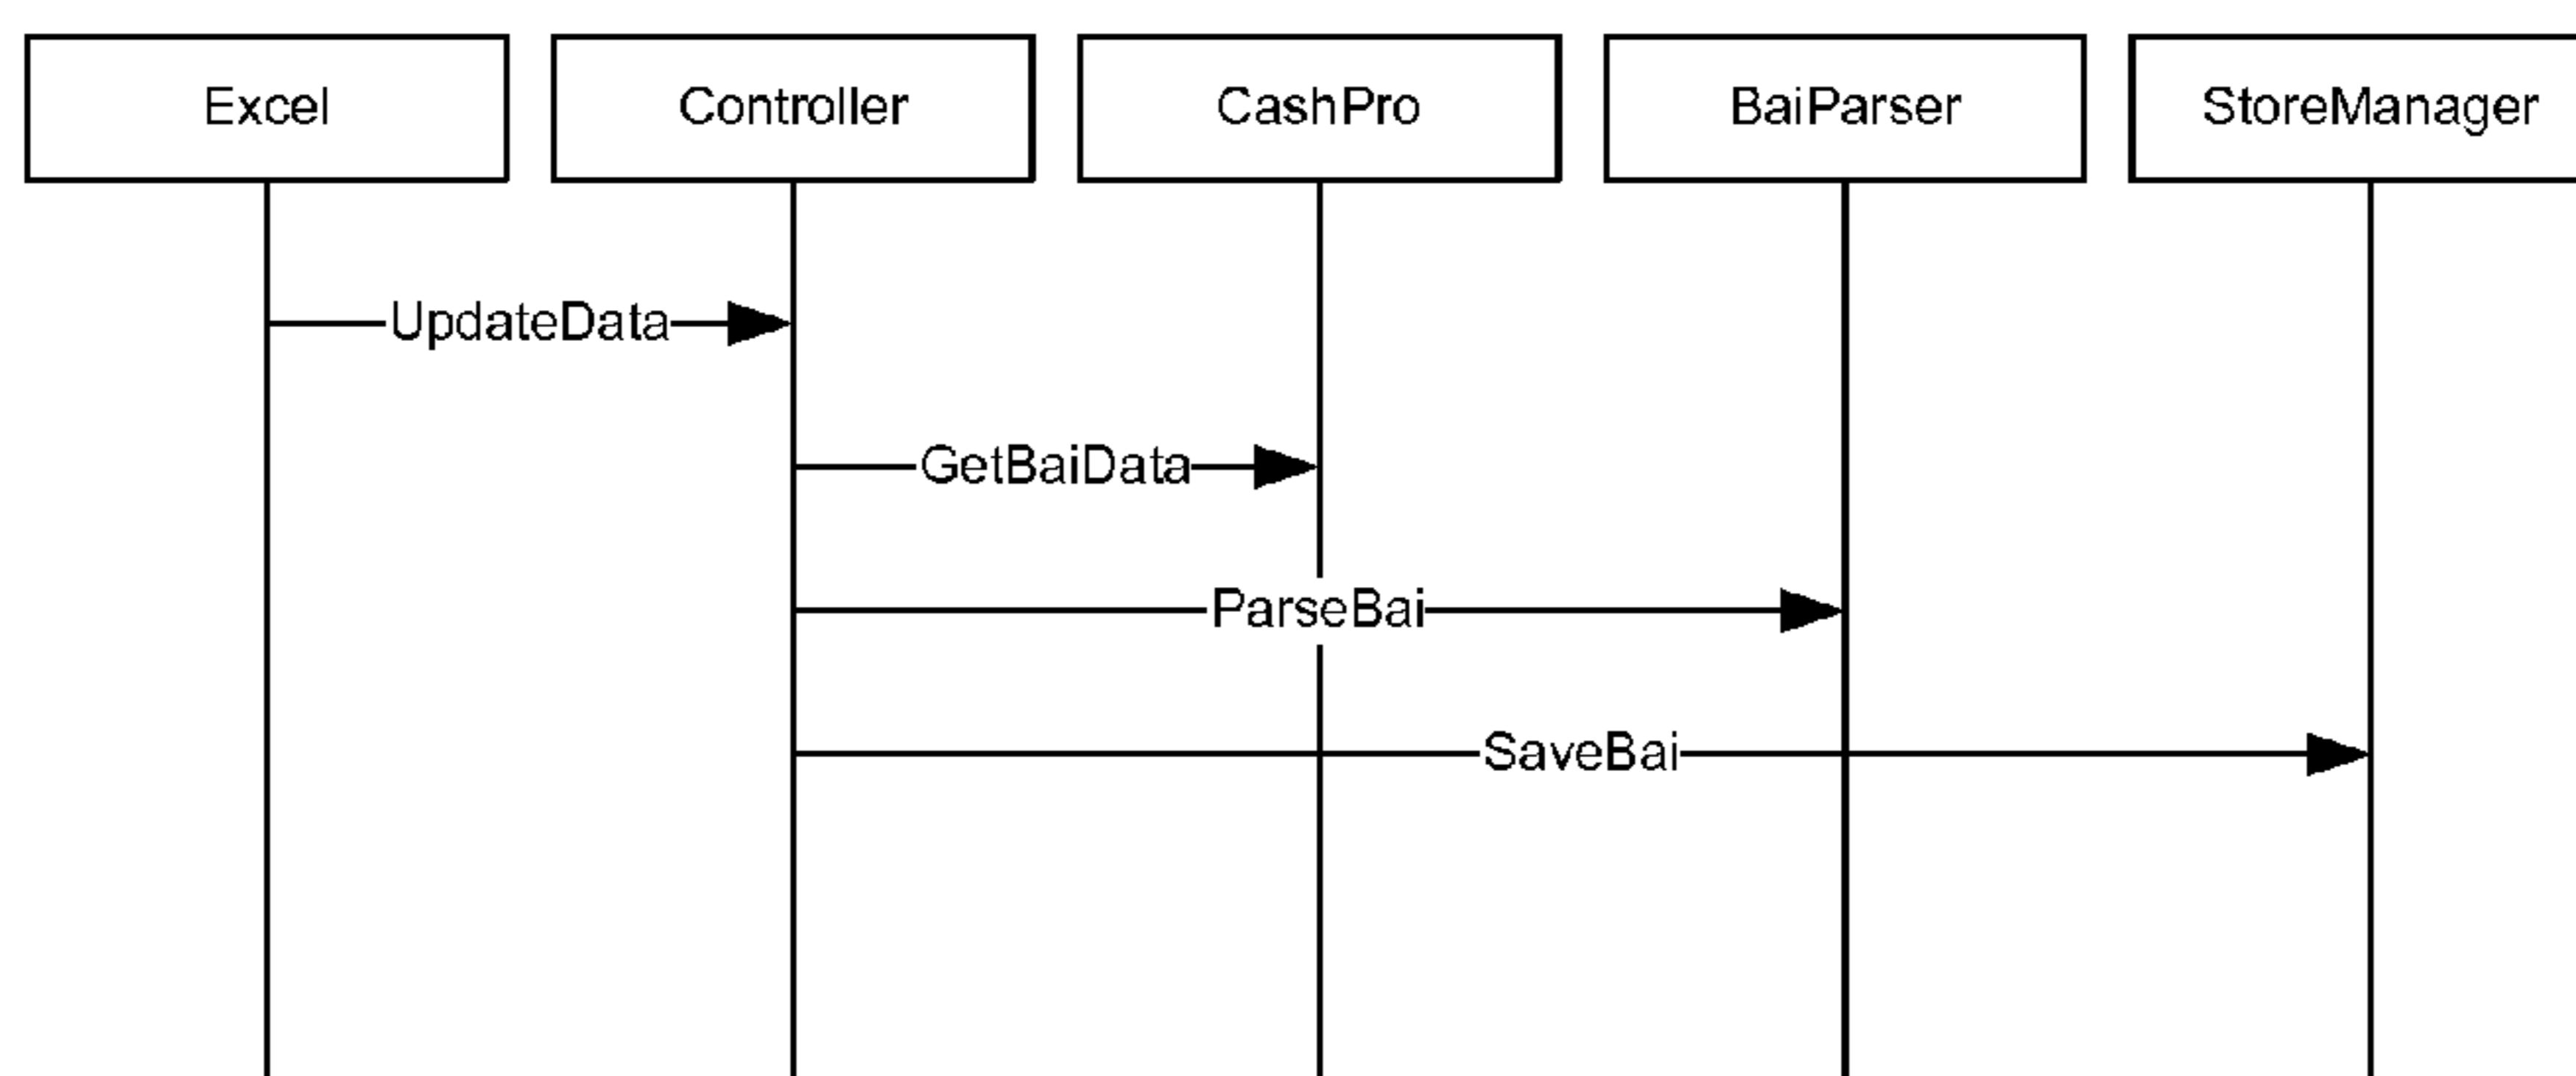 Excel
Controller
CashPro
BaiParser
StoreManager
UpdateData
GetBaiData
ParseBai
SaveBai